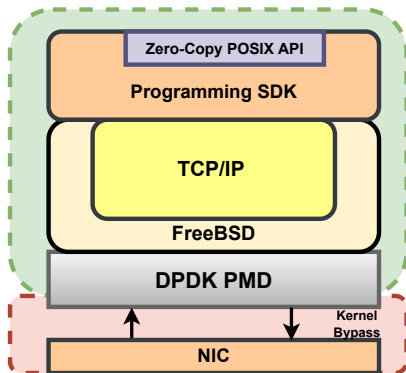 Zero-Copy POSIX API
Programming SDK
TCP/IP
FreeBSD
DPDK PMD
Kernel
Bypass
NIC